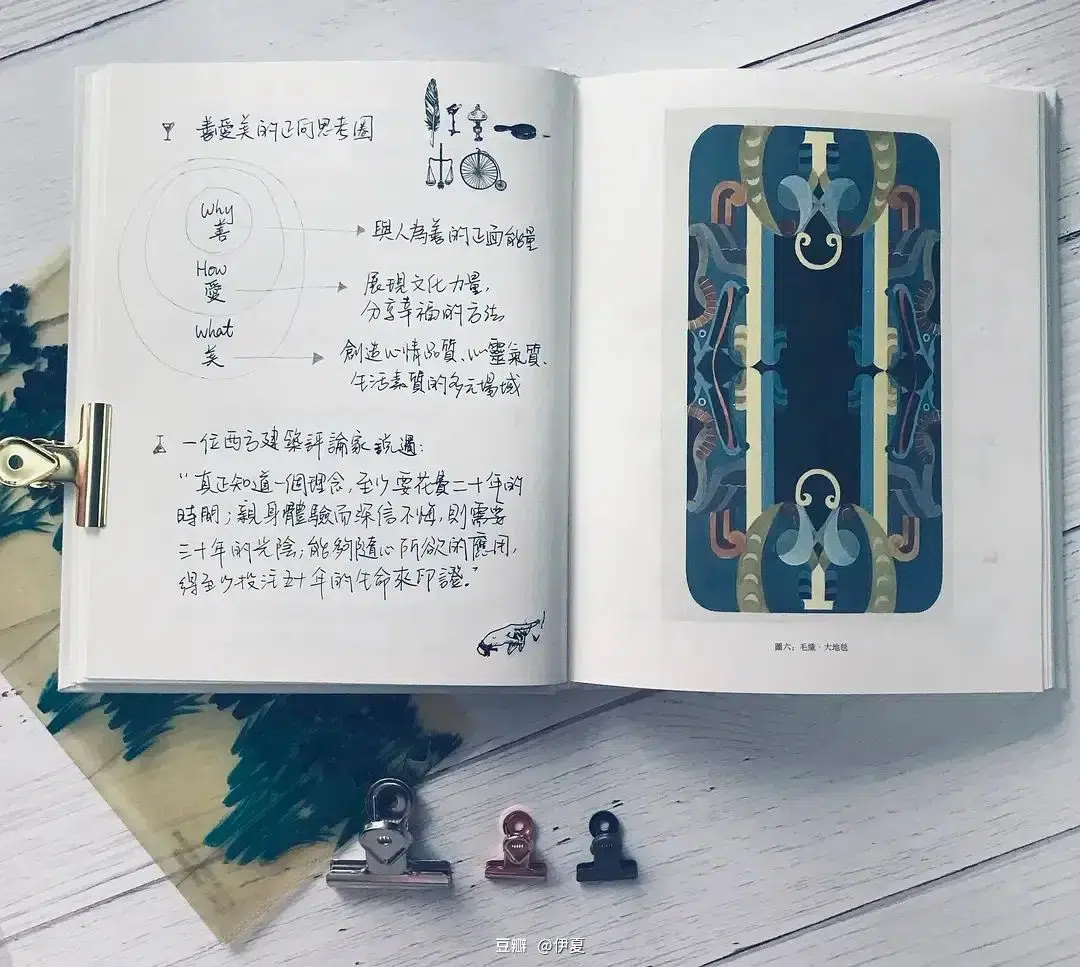 善愛美的正向思考圈
Why
善
與人為善的正面能量
How
愛
展現文化力量,
分享幸福的方法
What
美
創造心情品質、心靈氣質、
生活素質的多元場域
一位西方建築評論家說過:
"真正知道一個理念,至少要花費二十年的
時間;親身體驗而深信不悔,則需要
三十年的光陰;能夠隨心所欲的應用,
得至少投注五十年的生命來印證。"
圖六:毛織·大地毯
豆瓣 @伊夏